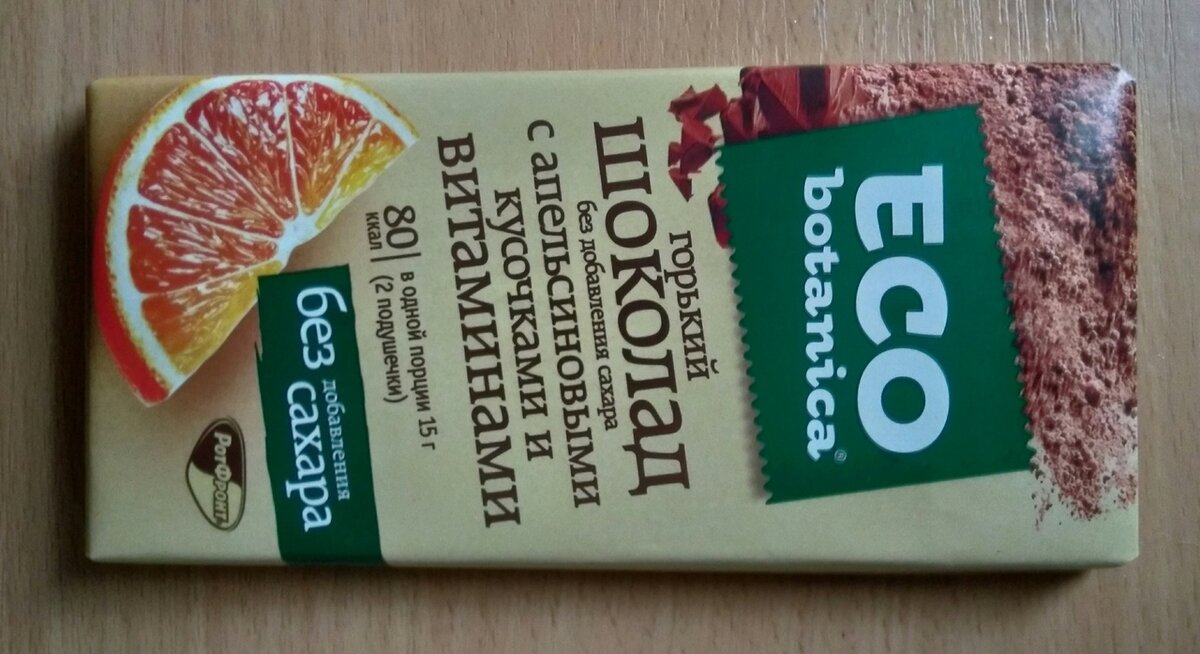 ECO
botanica®
горький
ШОКОЛАД
без добавления сахара
с апельсиновыми
кусочками и
витаминами
80 | в одной порции 15 г
ккал | (2 подушечки)
без
добавления
сахара
РотФронт